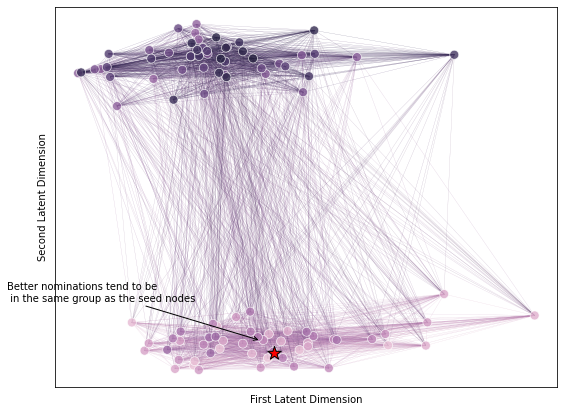 Second Latent Dimension
Better nominations tend to be
in the same group as the seed nodes
First Latent Dimension